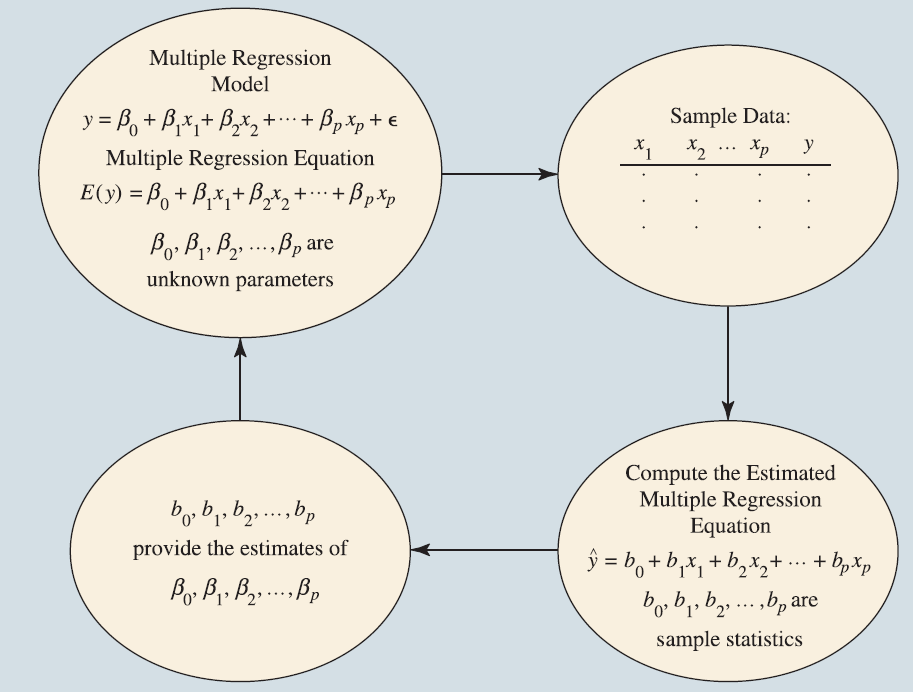 Multiple Regression
Model
y = β₀ + β₁x₁ + β₂x₂ + ⋯ + βₚxₚ + ϵ
Multiple Regression Equation
E(y) = β₀ + β₁x₁ + β₂x₂ + ⋯ + βₚxₚ
β₀, β₁, β₂, …, βₚ are
unknown parameters
Sample Data:
x₁ x₂ … xₚ y
. . . .
. . . .
. . . .
Compute the Estimated
Multiple Regression
Equation
ŷ = b₀ + b₁x₁ + b₂x₂ + ⋯ + bₚxₚ
b₀, b₁, b₂, …, bₚ are
sample statistics
b₀, b₁, b₂, …, bₚ
provide the estimates of
β₀, β₁, β₂, …, βₚ